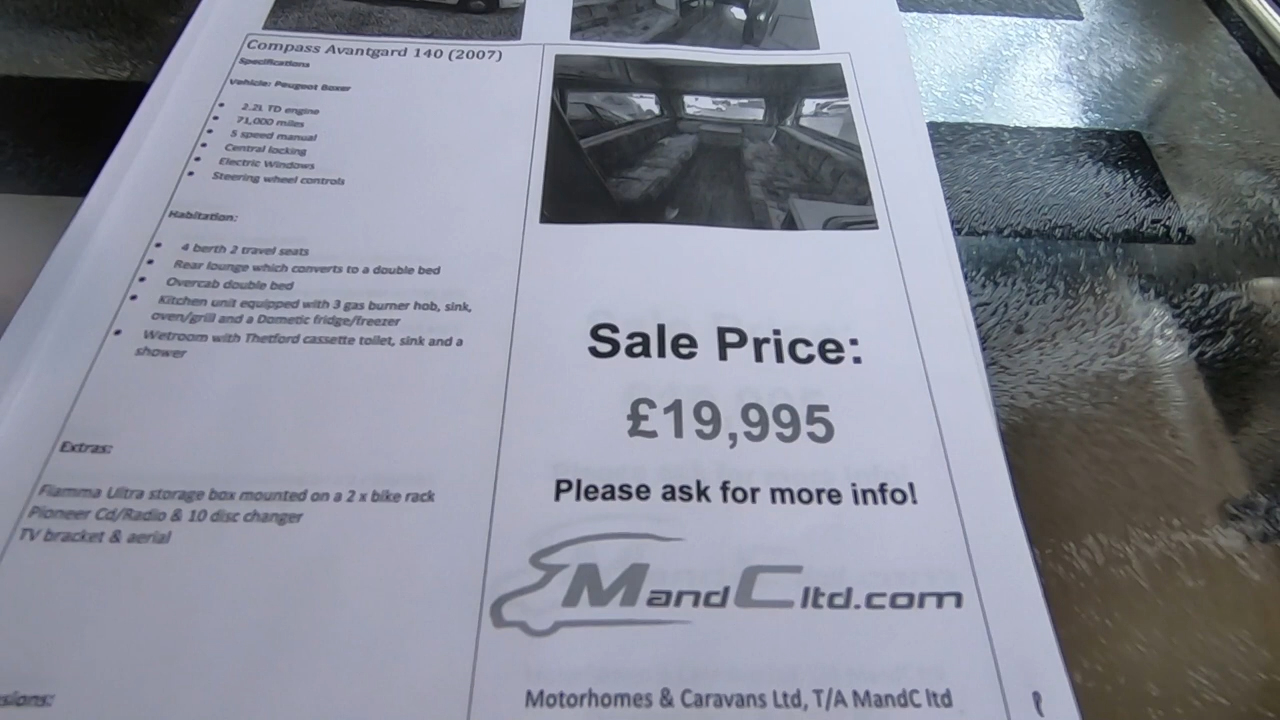 Compass Avantgard 140 (2007)
Specifications
Vehicle: Peugeot Boxer
2.2L TD engine
71,000 miles
5 speed manual
Central locking
Electric Windows
Steering wheel controls
Habitation:
4 berth 2 travel seats
Rear lounge which converts to a double bed
Overcab double bed
Kitchen unit equipped with 3 gas burner hob, sink,
oven/grill and a Dometic fridge/freezer
Wetroom with Thetford cassette toilet, sink and a
shower
Extras:
Fiamma Ultra storage box mounted on a 2 x bike rack
Pioneer Cd/Radio & 10 disc changer
TV bracket & aerial
Sale Price:
£19,995
Please ask for more info!
MandCltd.com
Motorhomes & Caravans Ltd, T/A MandC ltd